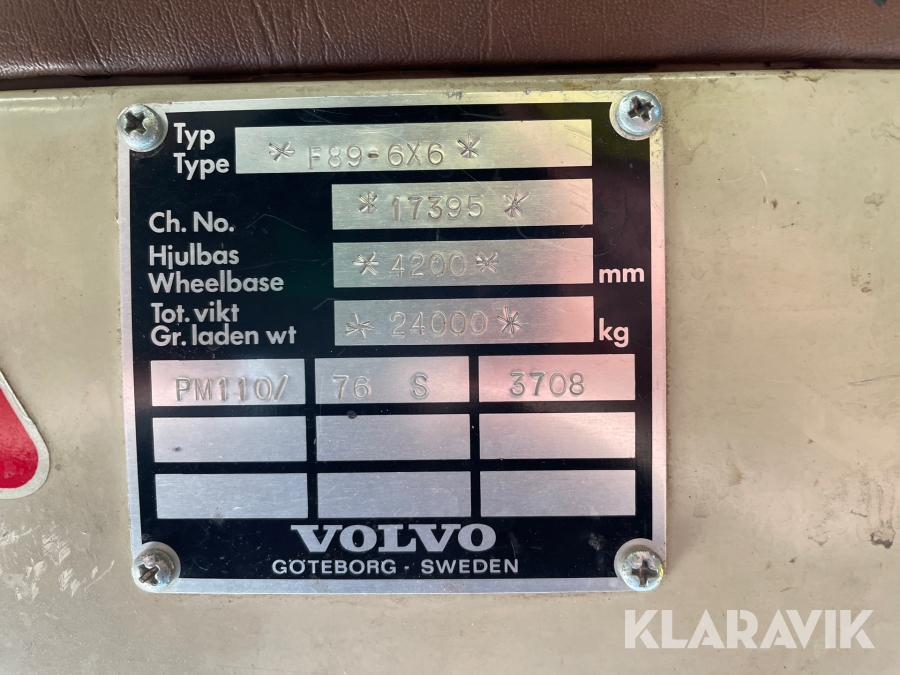 Typ
Type * F89-6X6 *
Ch. No. * 17395 *
Hjulbas
Wheelbase * 4200 * mm
Tot. vikt
Gr. laden wt * 24000 * kg
PM110/ 76 S 3708
VOLVO
GÖTEBORG - SWEDEN
KLARAVIK
KLARAVIK